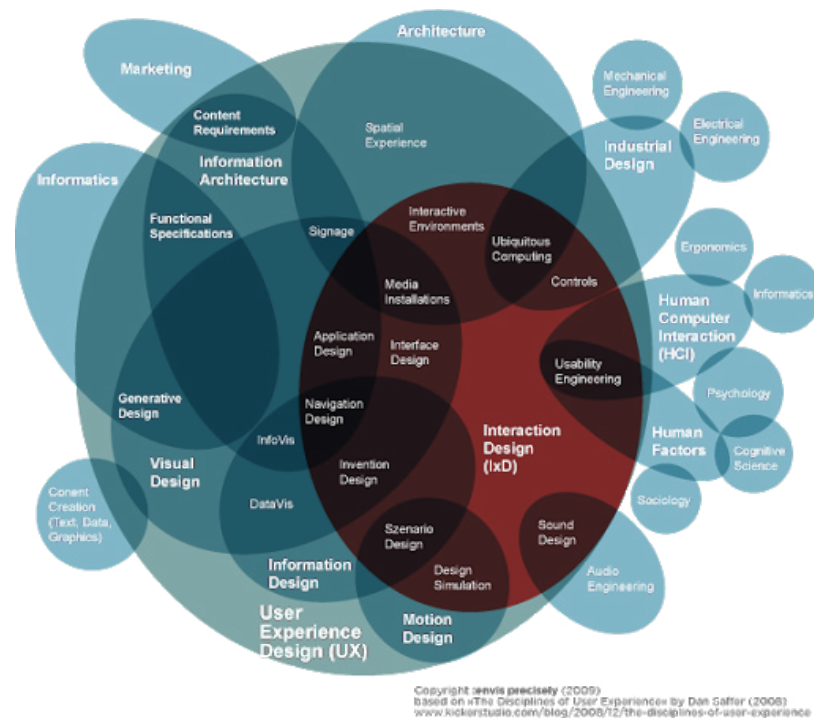 Architecture
Marketing
Mechanical
Engineering
Content
Requirements
Electrical
Engineering
Spatial
Experience
Industrial
Design
Information
Architecture
Informatics
Functional
Specifications
Interactive
Environments
Signage
Ubiquitous
Computing
Ergonomics
Controls
Media
Installations
Informatics
Human
Computer
Interaction
(HCI)
Application
Design
Interface
Design
Usability
Engineering
Psychology
Generative
Design
Navigation
Design
InfoVis
Interaction
Design
(IxD)
Human
Factors
Cognitive
Science
Visual
Design
Invention
Design
Conent
Creation
(Text, Data,
Graphics)
DataVis
Sociology
Szenario
Design
Sound
Design
Information
Design
Design
Simulation
Audio
Engineering
User
Experience
Design (UX)
Motion
Design
Copyright :envis precisely (2009)
based on »The Disciplines of User Experience« by Dan Saffer (2008)
www.kickerstudio.com/blog/2008/12/the-disciplines-of-user-experience